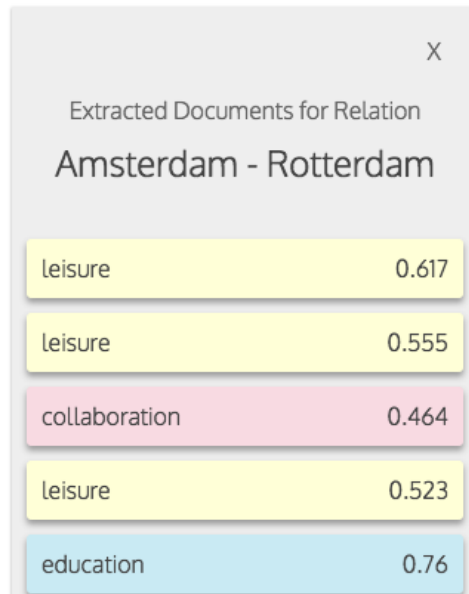 X
Extracted Documents for Relation
Amsterdam - Rotterdam
leisure 0.617
leisure 0.555
collaboration 0.464
leisure 0.523
education 0.76